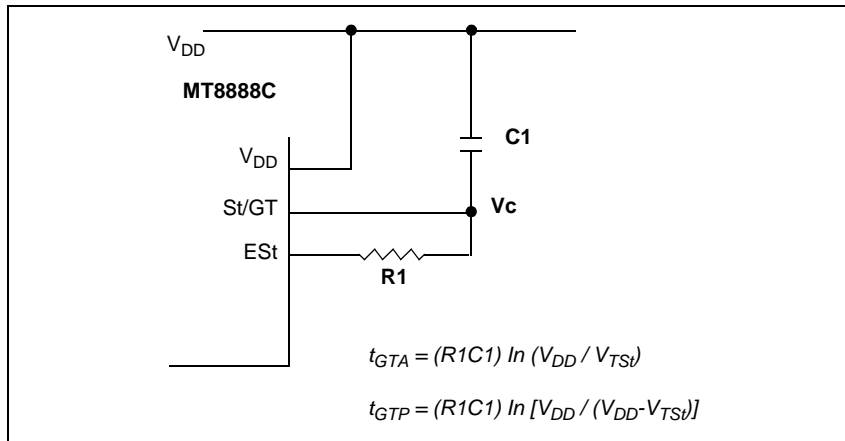 V_DD
MT8888C
C1
V_DD
St/GT
Vc
ESt
R1
t_GTA = (R1C1) In (V_DD / V_TSt)
t_GTP = (R1C1) In [V_DD / (V_DD-V_TSt)]